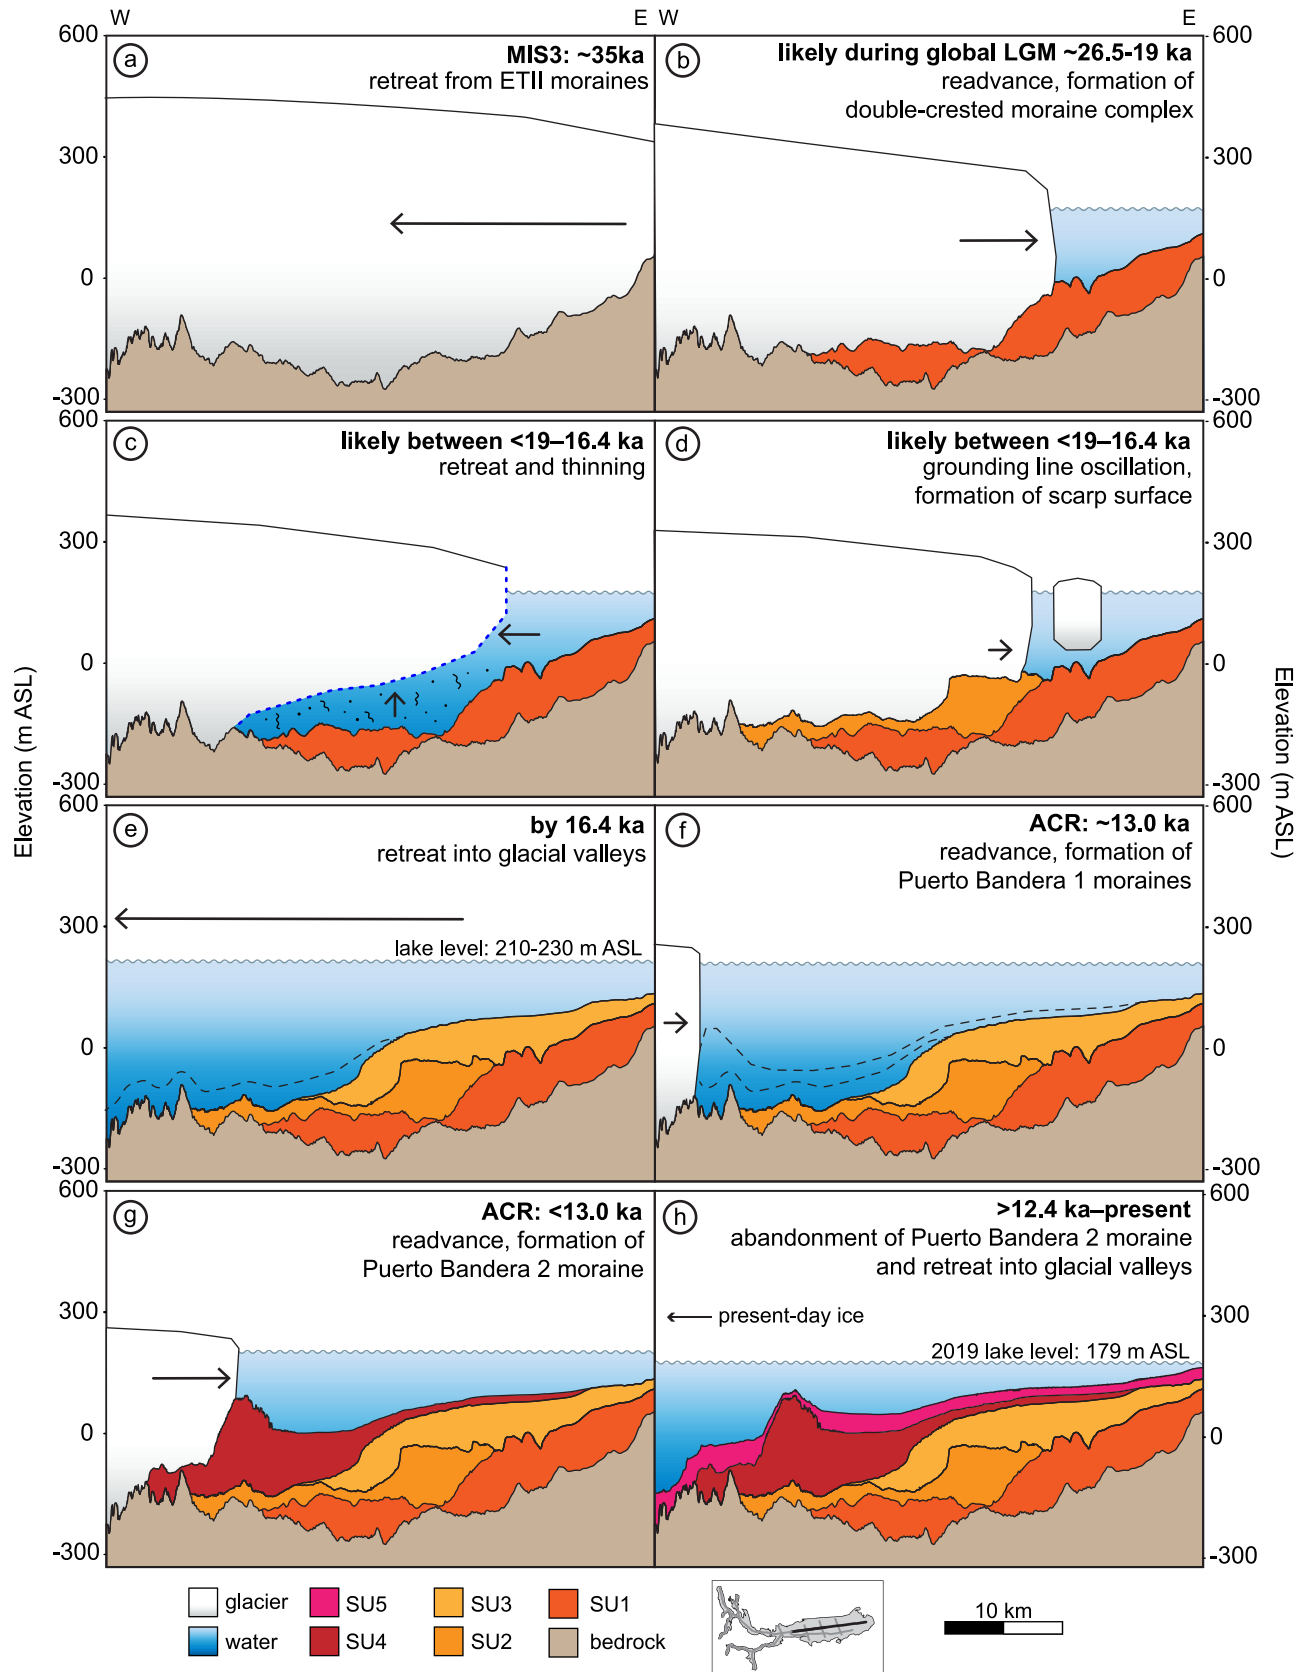 W
E
W
E
600
300
0
-300
a
MIS3: ~35ka
retreat from ETII moraines
b
likely during global LGM ~26.5-19 ka
readvance, formation of
double-crested moraine complex
600
300
0
-300
600
300
0
-300
c
likely between <19–16.4 ka
retreat and thinning
d
likely between <19–16.4 ka
grounding line oscillation,
formation of scarp surface
600
300
0
-300
Elevation (m ASL)
Elevation (m ASL)
600
300
0
-300
e
by 16.4 ka
retreat into glacial valleys
lake level: 210-230 m ASL
f
ACR: ~13.0 ka
readvance, formation of
Puerto Bandera 1 moraines
600
300
0
-300
600
300
0
-300
g
ACR: <13.0 ka
readvance, formation of
Puerto Bandera 2 moraine
h
>12.4 ka–present
abandonment of Puerto Bandera 2 moraine
and retreat into glacial valleys
present-day ice
2019 lake level: 179 m ASL
600
300
0
-300
glacier
SU5
SU3
SU1
water
SU4
SU2
bedrock
10 km